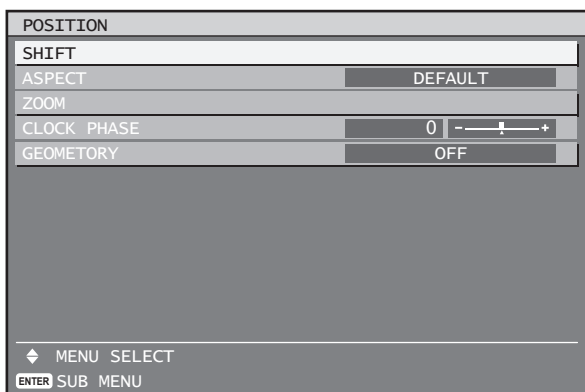 POSITION
SHIFT
ASPECT DEFAULT
ZOOM
CLOCK PHASE 0 - +
GEOMETORY OFF
MENU SELECT
ENTER SUB MENU